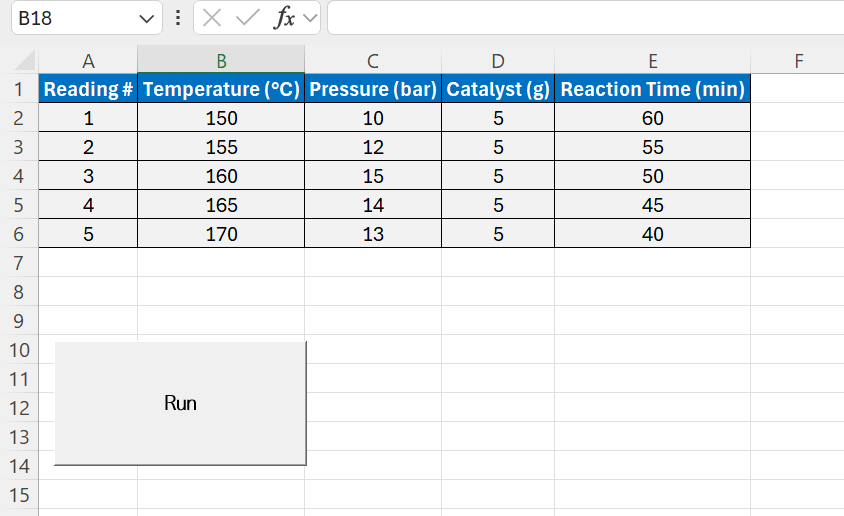 B18 fx
A B C D E F
1 Reading # Temperature (°C) Pressure (bar) Catalyst (g) Reaction Time (min)
2 1 150 10 5 60
3 2 155 12 5 55
4 3 160 15 5 50
5 4 165 14 5 45
6 5 170 13 5 40
7
8
9
10
11
12
13
14
15
Run